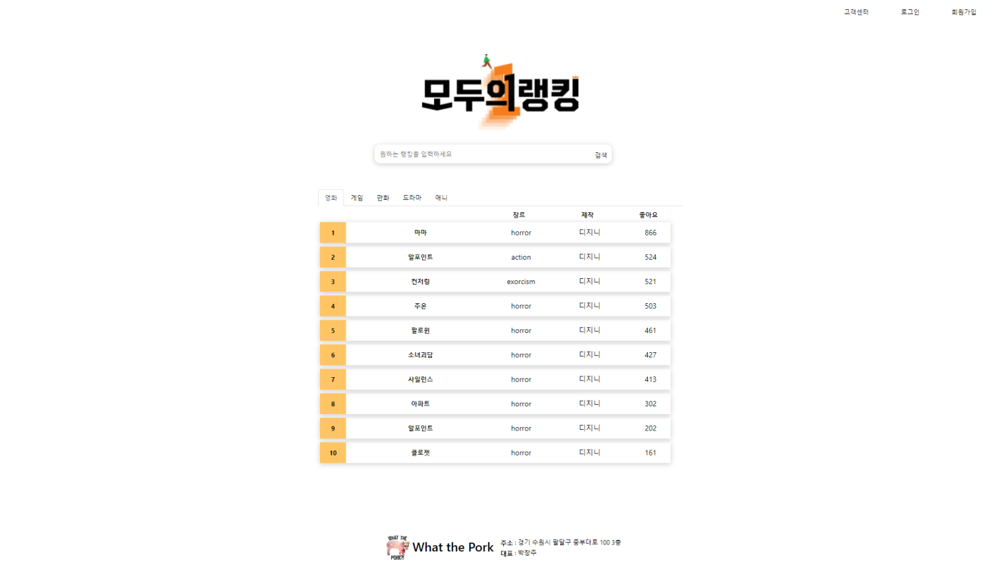 고객센터 로그인 회원가입
모두의랭킹
원하는 랭킹을 입력하세요 검색
영화 게임 만화 드라마 애니
장르 제작 좋아요
1 마마 horror 디지니 866
2 알포인트 action 디지니 524
3 컨저링 exorcism 디지니 521
4 주온 horror 디지니 503
5 할로윈 horror 디지니 461
6 소녀괴담 horror 디지니 427
7 사일런스 horror 디지니 413
8 아파트 horror 디지니 302
9 알포인트 horror 디지니 202
10 클로젯 horror 디지니 161
WHAT THE
PORK?!
What the Pork
주소 : 경기 수원시 팔달구 중부대로 100 3층
대표 : 박창주